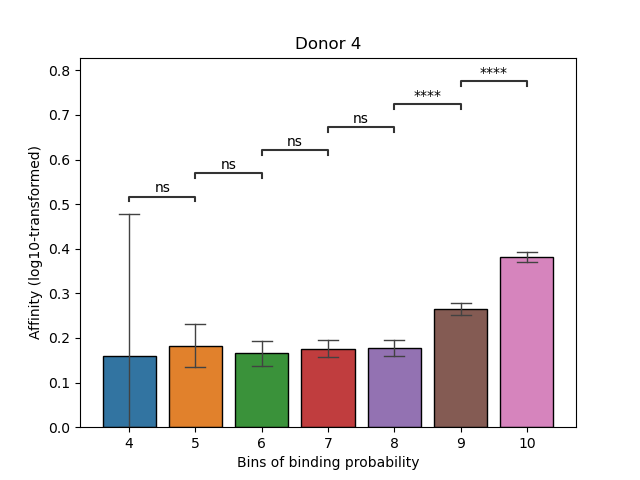 Donor 4
Affinity (log10-transformed)
0.8
0.7
0.6
0.5
0.4
0.3
0.2
0.1
0.0
ns
ns
ns
ns
****
****
4 5 6 7 8 9 10
Bins of binding probability